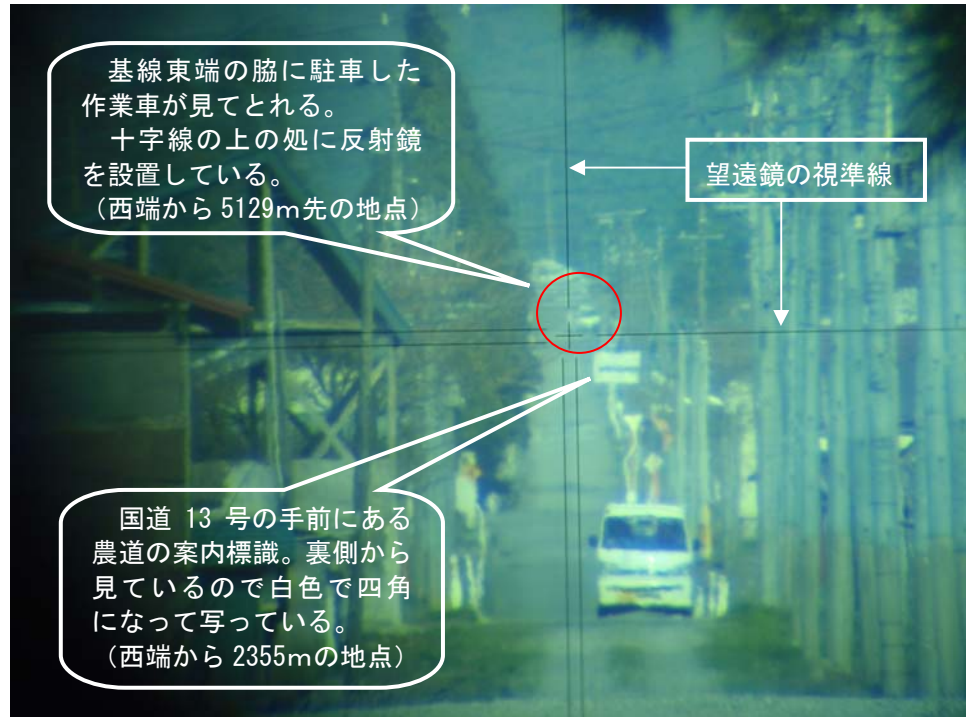 基線東端の脇に駐車した
作業車が見てとれる。
十字線の上の処に反射鏡
を設置している。
（西端から5129ｍ先の地点）
望遠鏡の視準線
国道 13 号の手前にある
農道の案内標識。裏側から
見ているので白色で四角
になって写っている。
（西端から2355ｍの地点）